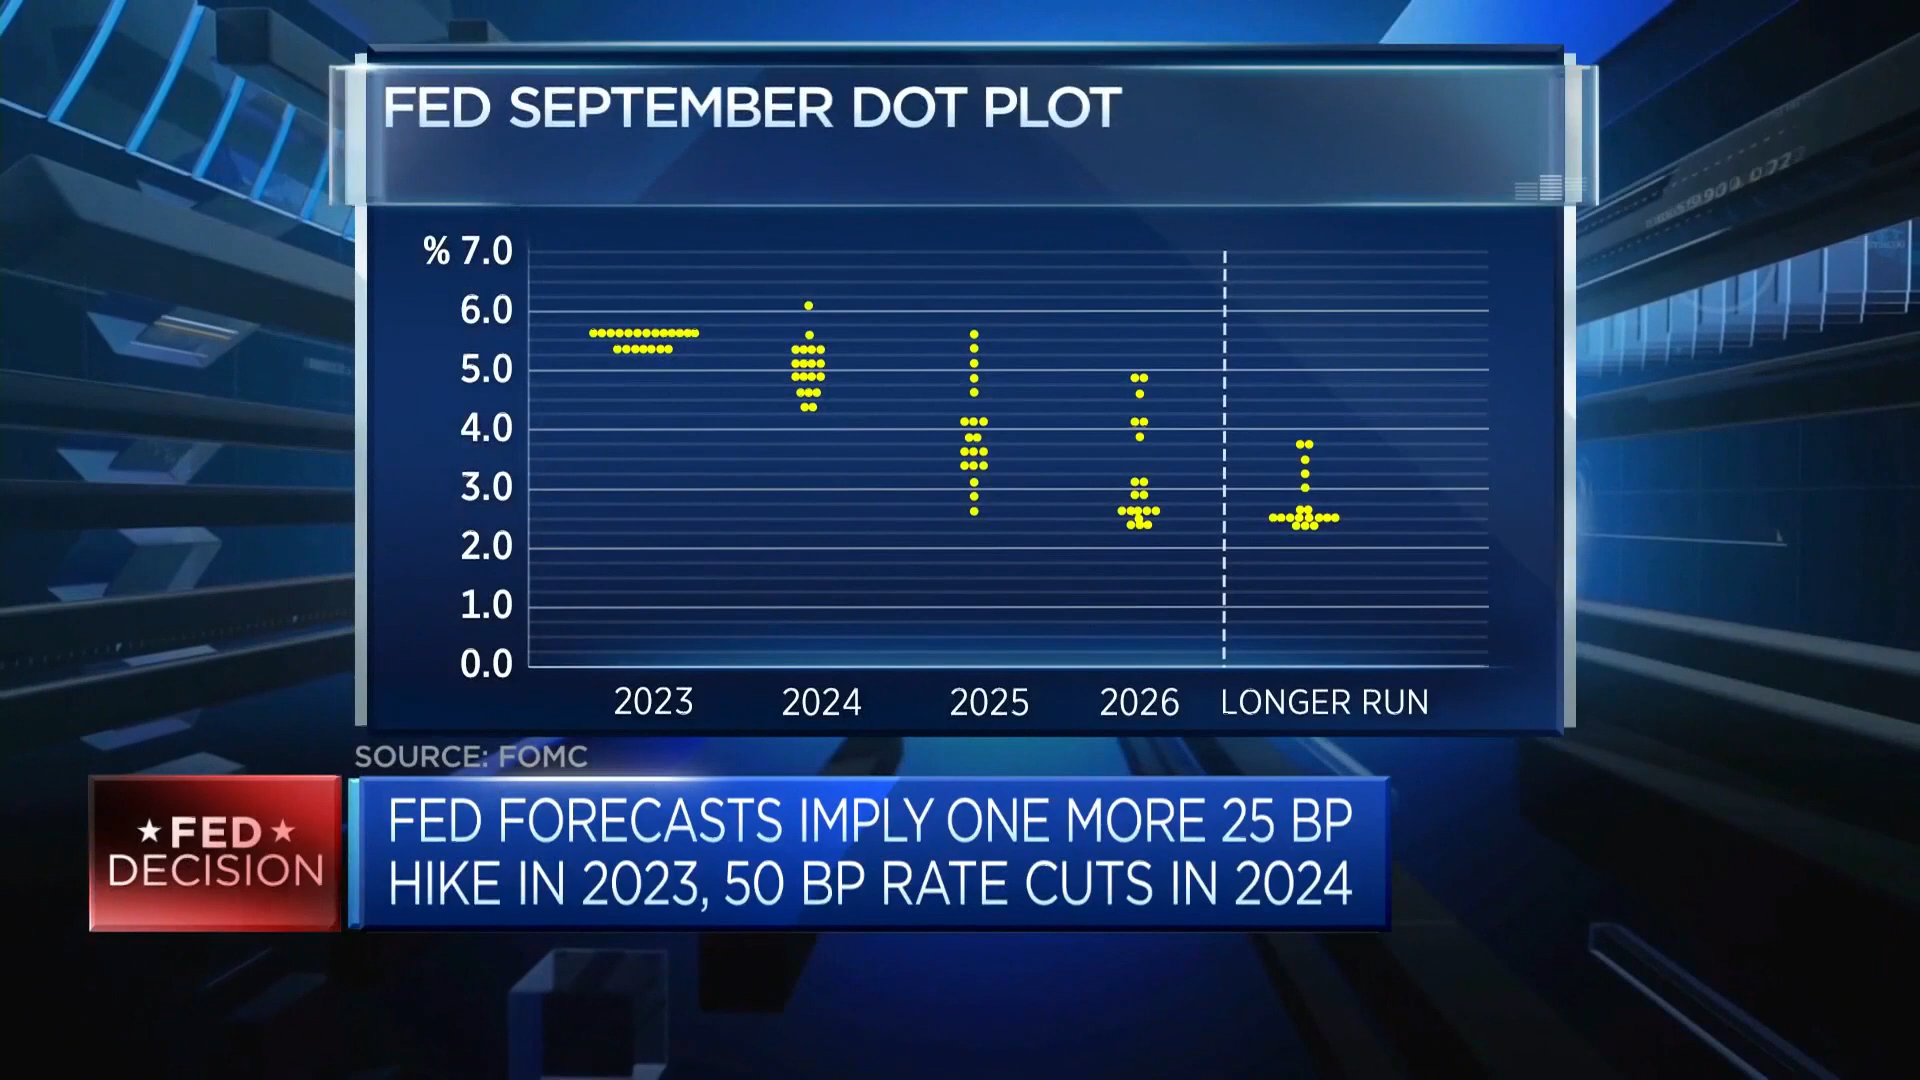 FED SEPTEMBER DOT PLOT
% 7.0
6.0
5.0
4.0
3.0
2.0
1.0
0.0
2023 2024 2025 2026 LONGER RUN
SOURCE: FOMC
FED
DECISION
FED FORECASTS IMPLY ONE MORE 25 BP
HIKE IN 2023, 50 BP RATE CUTS IN 2024